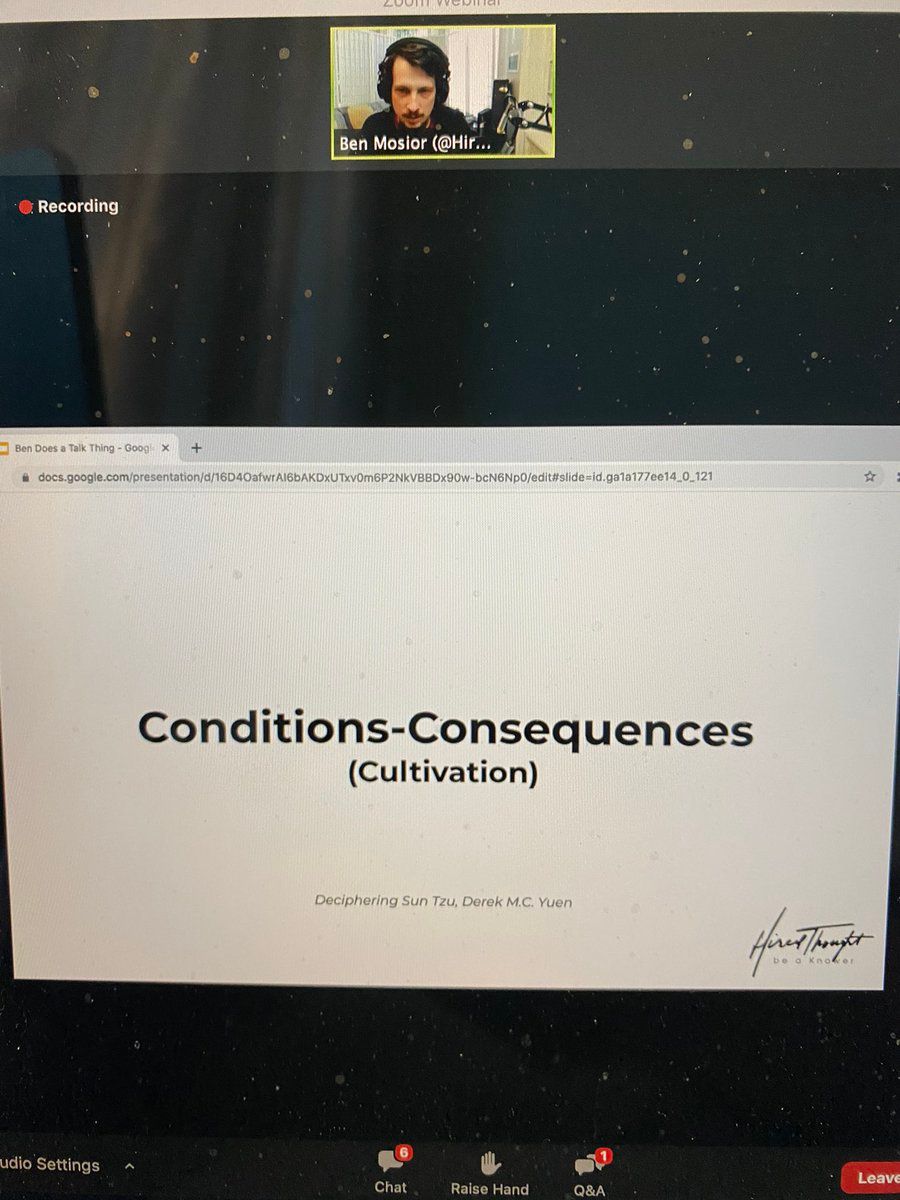 Zoom Webinar
Ben Mosior (@Hir...
Recording
Ben Does a Talk Thing - Googl
docs.google.com/presentation/d/16D4OafwrAI6bAKDxUTxv0m6P2NkVBBDx90w-bcN6Np0/edit#slide=id.ga1a177ee14_0_121
Conditions-Consequences
(Cultivation)
Deciphering Sun Tzu, Derek M.C. Yuen
Hired Thought
be a Knower
udio Settings
6
Chat
Raise Hand
1
Q&A
Leave